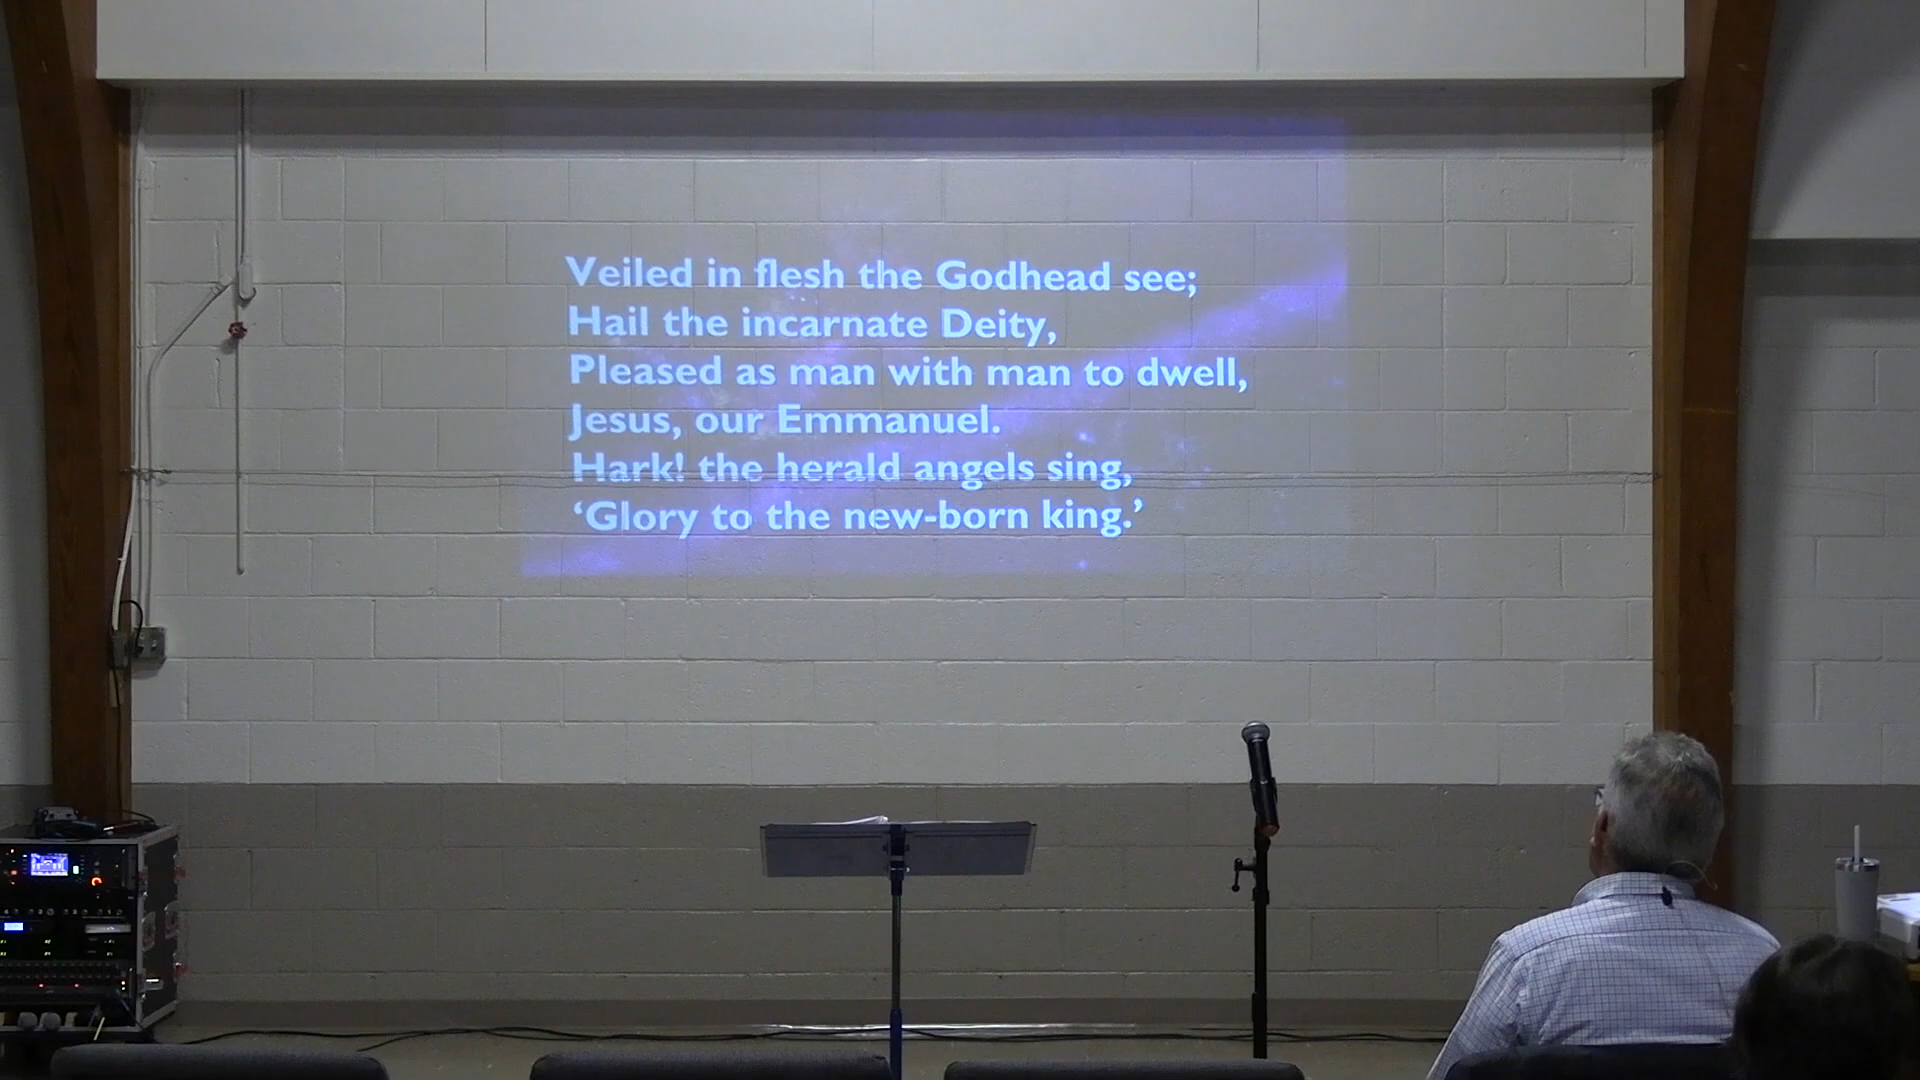 Veiled in flesh the Godhead see;
Hail the incarnate Deity,
Pleased as man with man to dwell,
Jesus, our Emmanuel.
Hark! the herald angels sing,
‘Glory to the new-born king.’